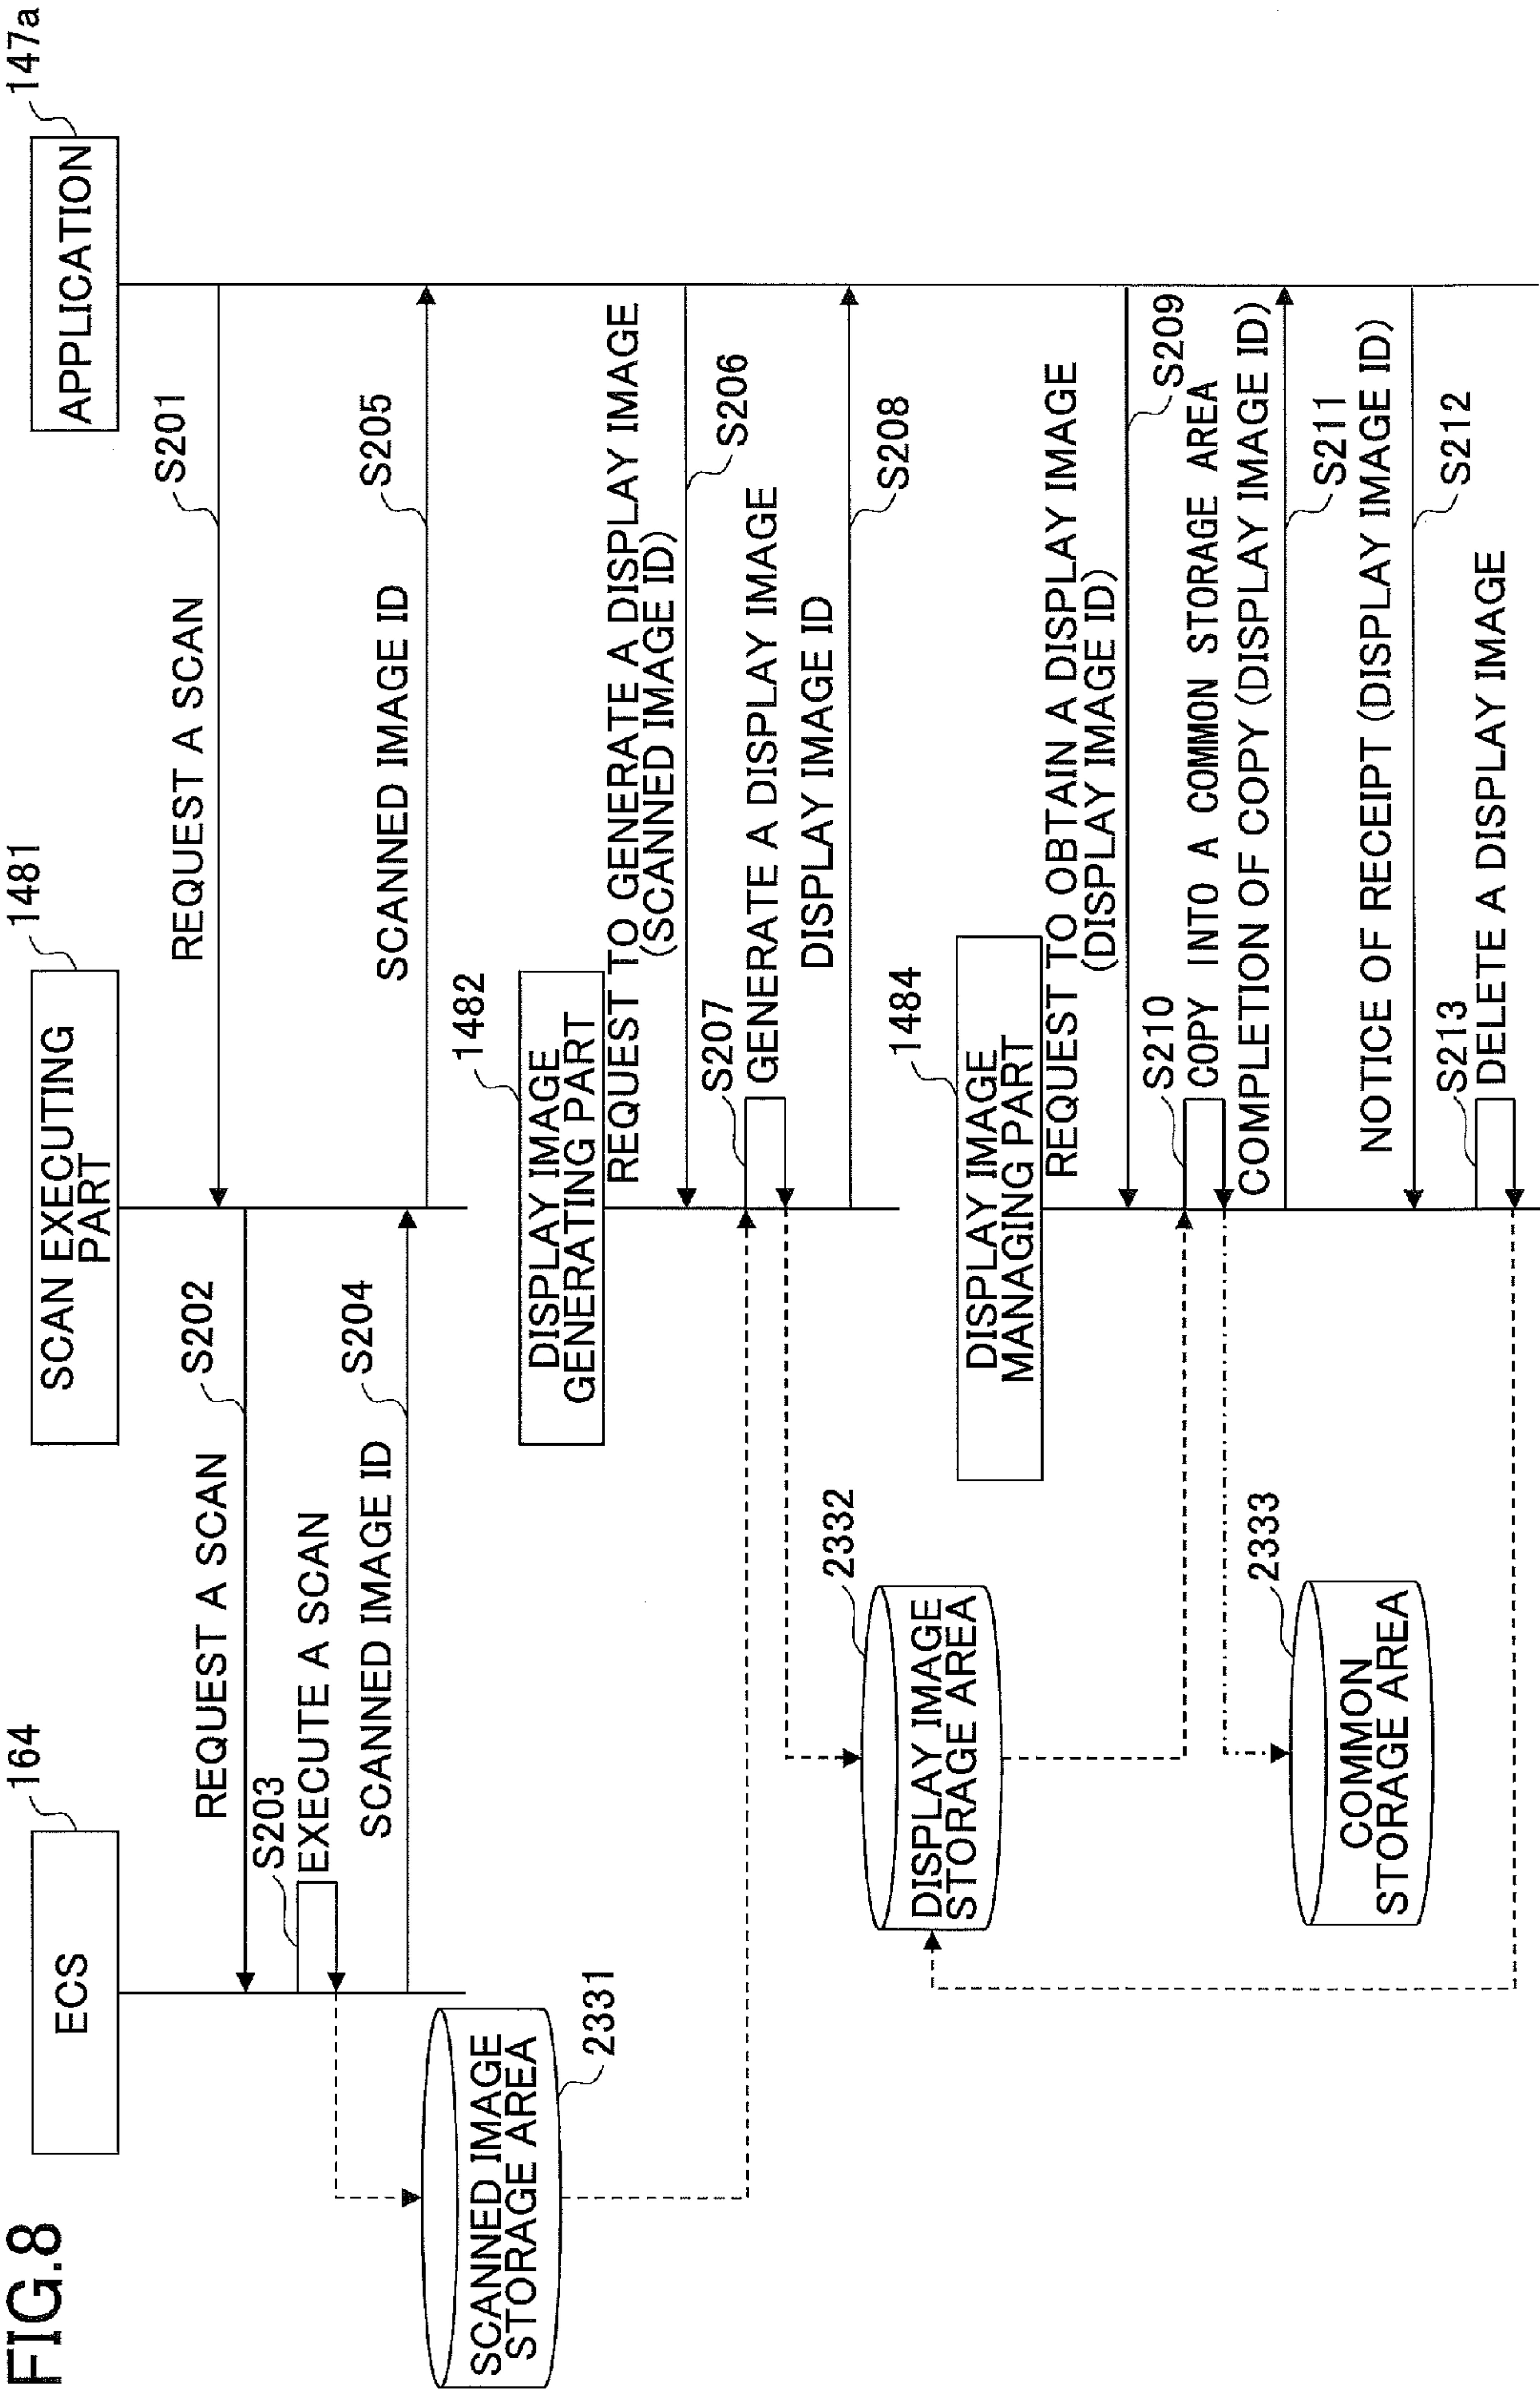 FIG.8
ECS
164
SCAN EXECUTING
PART
1481
APPLICATION
147a
REQUEST A SCAN
S201
REQUEST A SCAN
S202
S203
EXECUTE A SCAN
SCANNED IMAGE ID
S204
SCANNED IMAGE ID
S205
SCANNED IMAGE
STORAGE AREA
2331
DISPLAY IMAGE
GENERATING PART
1482
REQUEST TO GENERATE A DISPLAY IMAGE
(SCANNED IMAGE ID)
S206
S207
GENERATE A DISPLAY IMAGE
DISPLAY IMAGE ID
S208
DISPLAY IMAGE
STORAGE AREA
2332
DISPLAY IMAGE
MANAGING PART
1484
REQUEST TO OBTAIN A DISPLAY IMAGE
(DISPLAY IMAGE ID)
S209
S210
COPY INTO A COMMON STORAGE AREA
COMPLETION OF COPY (DISPLAY IMAGE ID)
S211
COMMON
STORAGE AREA
2333
NOTICE OF RECEIPT (DISPLAY IMAGE ID)
S212
S213
DELETE A DISPLAY IMAGE